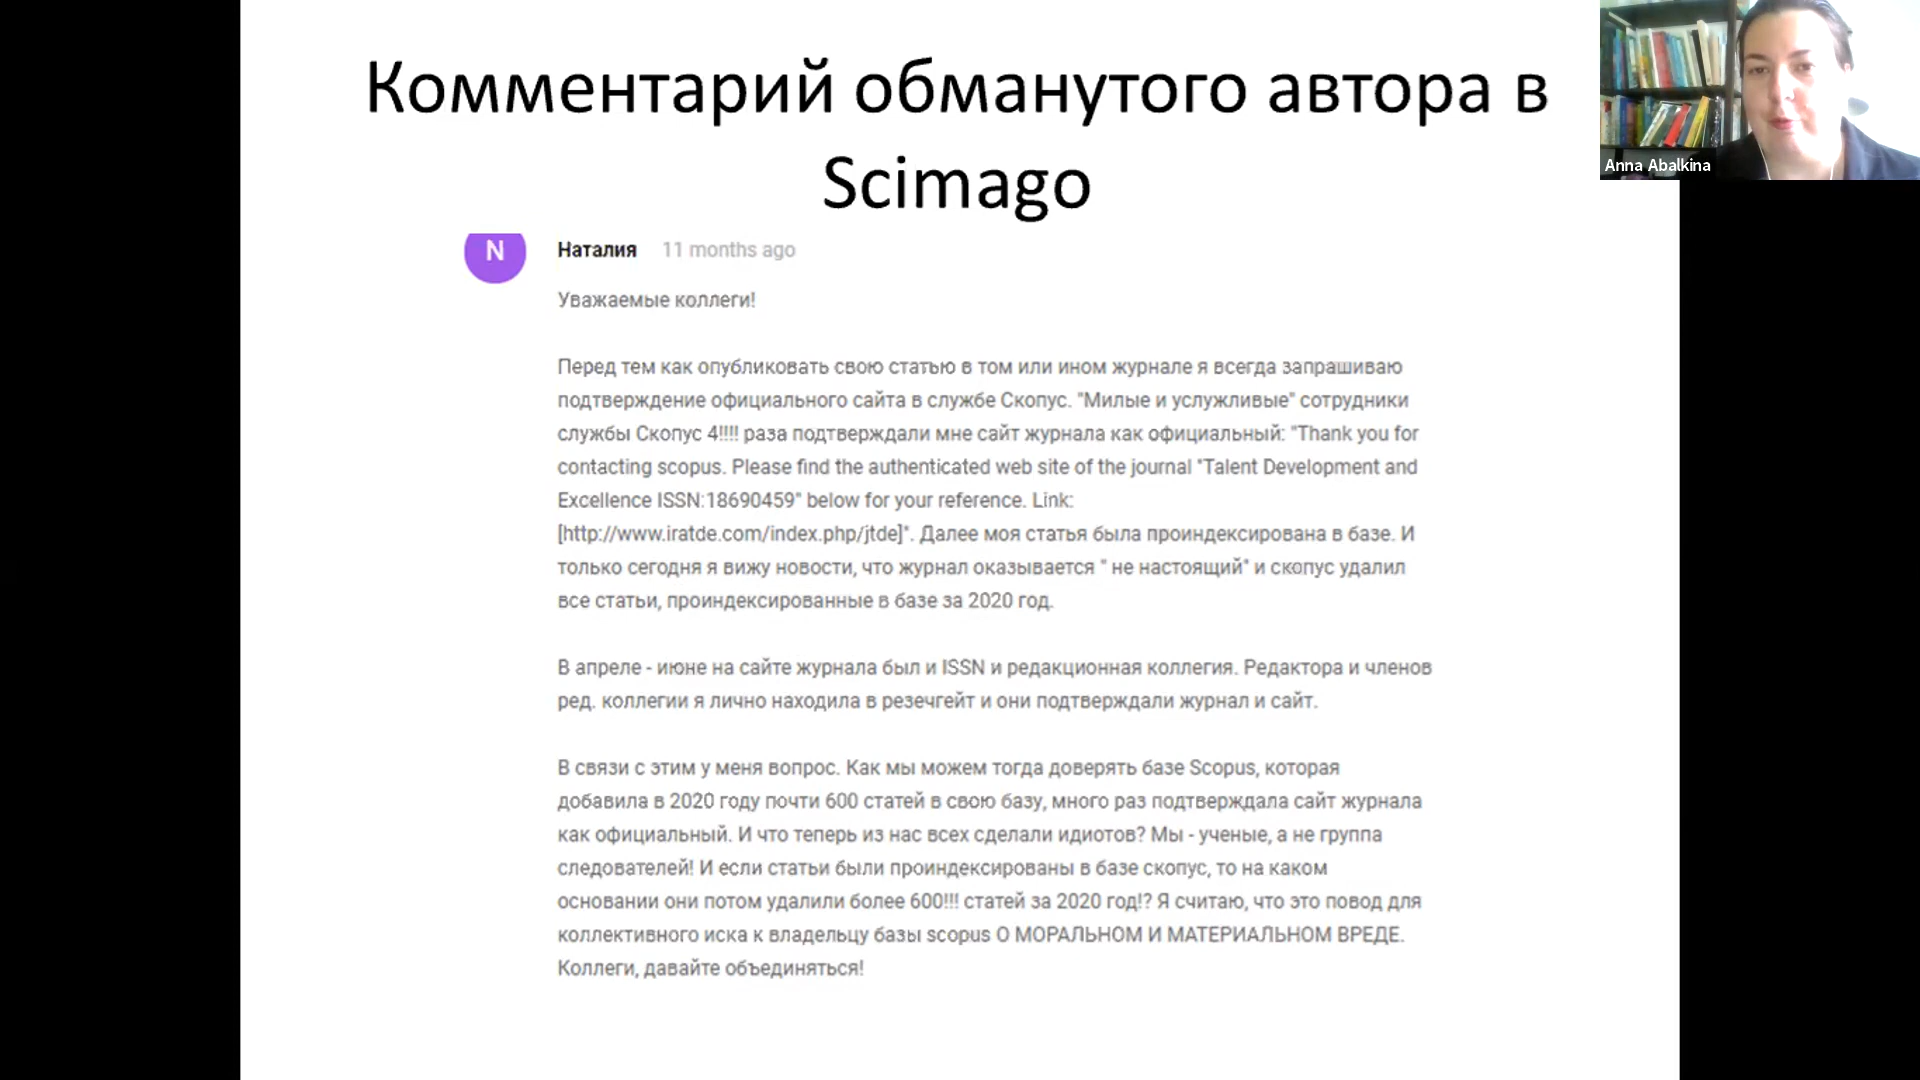 Комментарий обманутого автора в
Scimago
Anna Abalkina
N
Наталия 11 months ago
Уважаемые коллеги!
Перед тем как опубликовать свою статью в том или ином журнале я всегда запрашиваю
подтверждение официального сайта в службе Скопус. "Милые и услужливые" сотрудники
службы Скопус 4!!!! раза подтверждали мне сайт журнала как официальный: "Thank you for
contacting scopus. Please find the authenticated web site of the journal "Talent Development and
Excellence ISSN:18690459" below for your reference. Link:
[http://www.iratde.com/index.php/jtde]". Далее моя статья была проиндексирована в базе. И
только сегодня я вижу новости, что журнал оказывается " не настоящий" и скопус удалил
все статьи, проиндексированные в базе за 2020 год.
В апреле - июне на сайте журнала был и ISSN и редакционная коллегия. Редактора и членов
ред. коллегии я лично находила в резечгейт и они подтверждали журнал и сайт.
В связи с этим у меня вопрос. Как мы можем тогда доверять базе Scopus, которая
добавила в 2020 году почти 600 статей в свою базу, много раз подтверждала сайт журнала
как официальный. И что теперь из нас всех сделали идиотов? Мы - ученые, а не группа
следователей! И если статьи были проиндексированы в базе скопус, то на каком
основании они потом удалили более 600!!! статей за 2020 год!? Я считаю, что это повод для
коллективного иска к владельцу базы scopus О МОРАЛЬНОМ И МАТЕРИАЛЬНОМ ВРЕДЕ.
Коллеги, давайте объединяться!